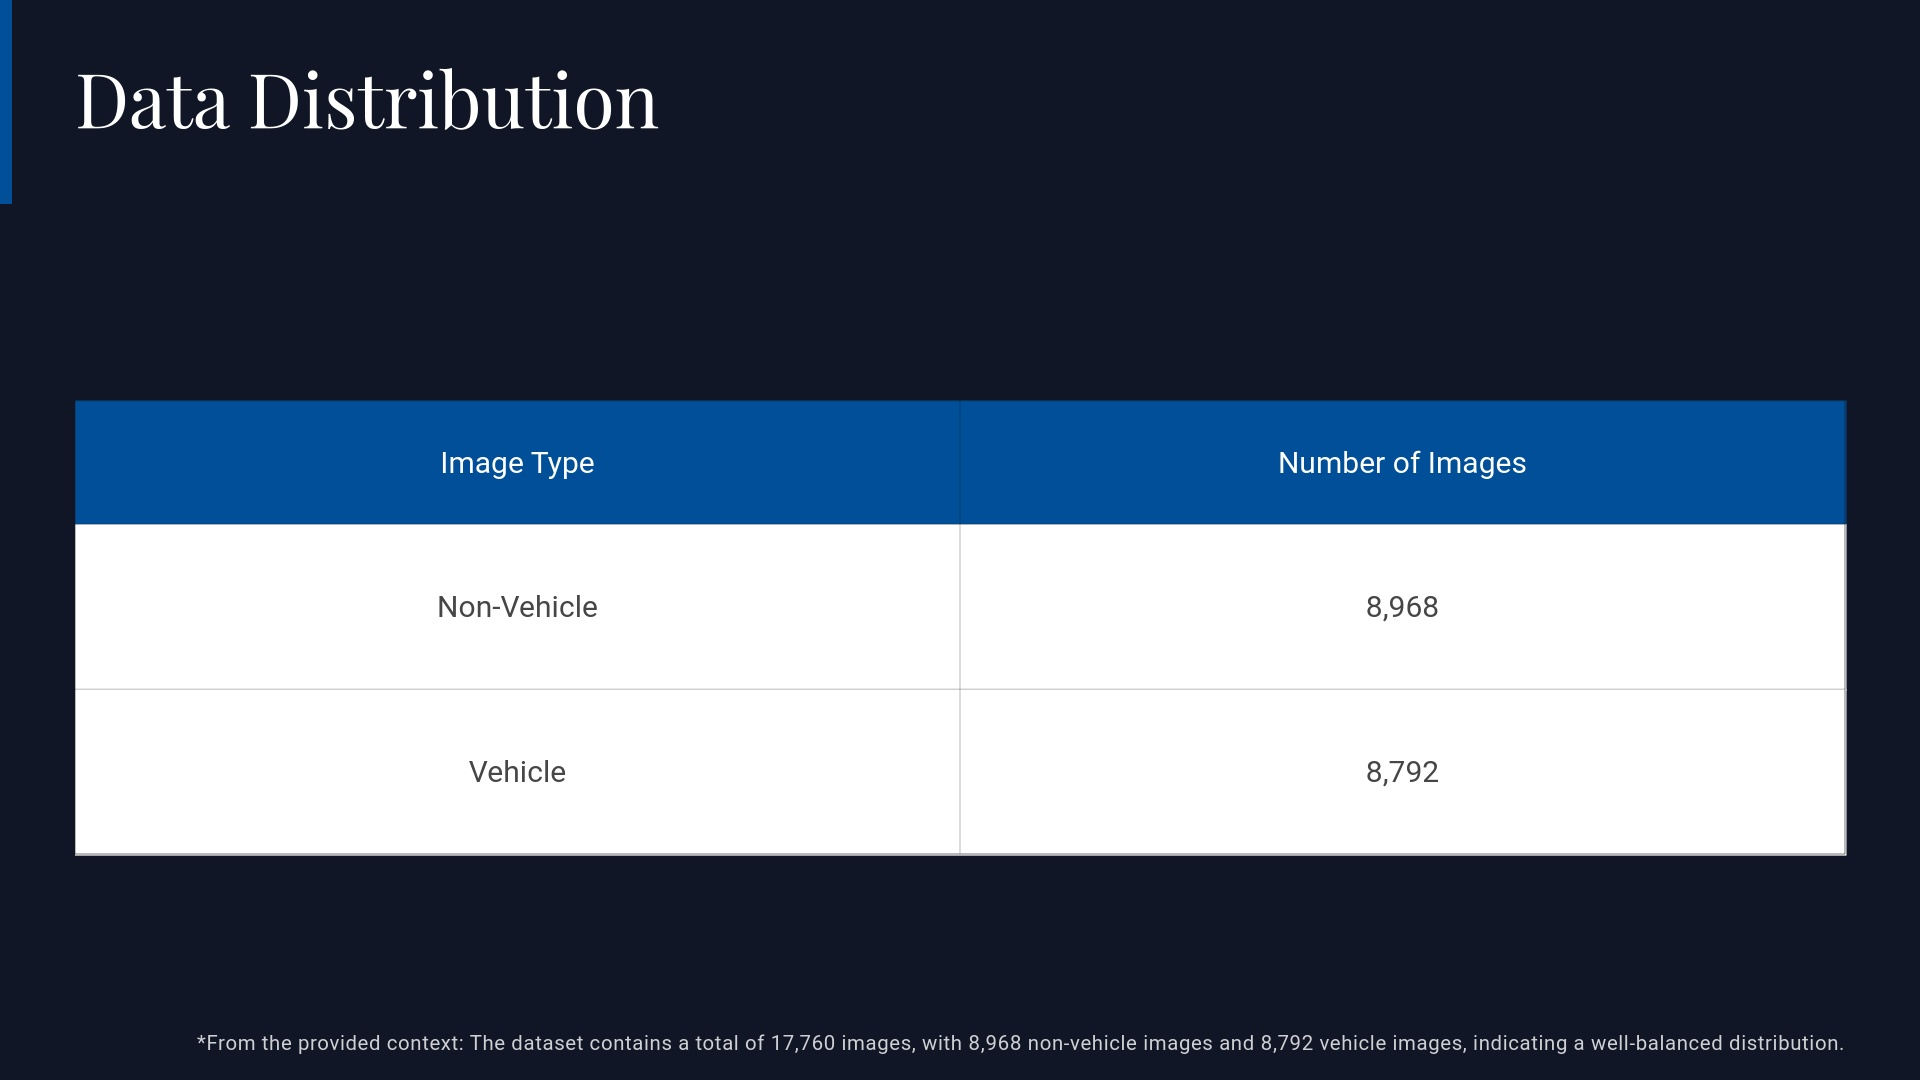 Data Distribution
Image Type Number of Images
Non-Vehicle 8,968
Vehicle 8,792
*From the provided context: The dataset contains a total of 17,760 images, with 8,968 non-vehicle images and 8,792 vehicle images, indicating a well-balanced distribution.